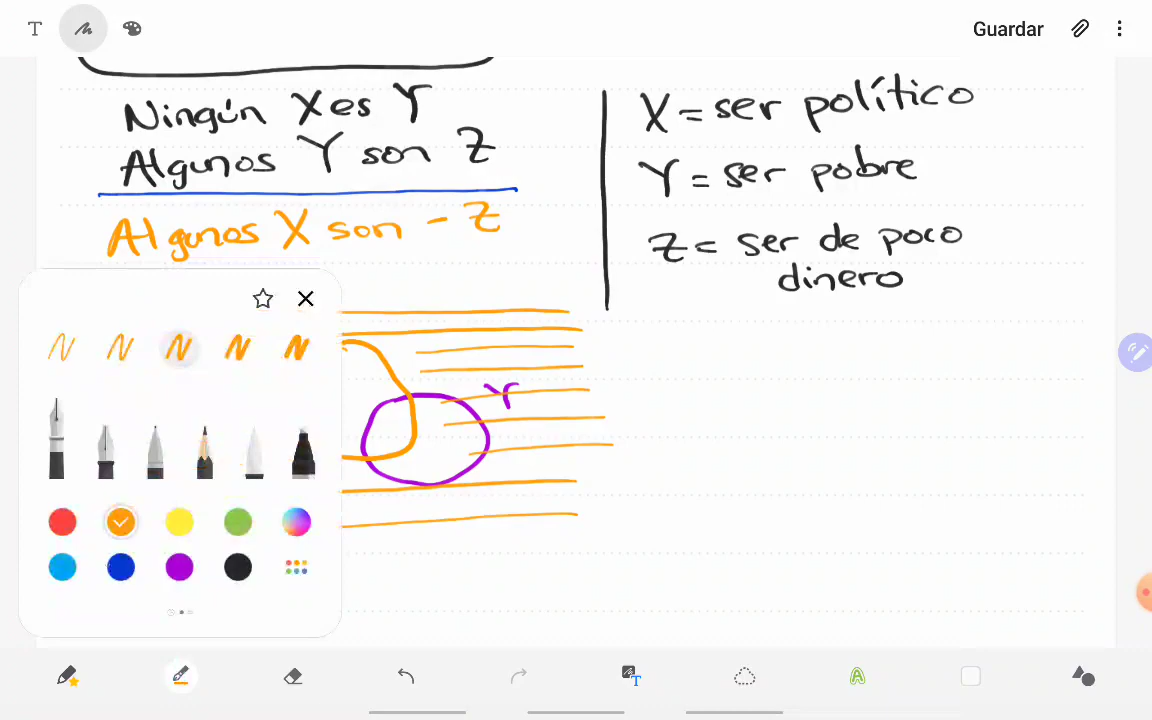 T
Guardar
Ningún X es Y
Algunos Y son Z
Algunos X son - Z
X = ser político
Y = ser pobre
Z = ser de poco
dinero
Y
T
A